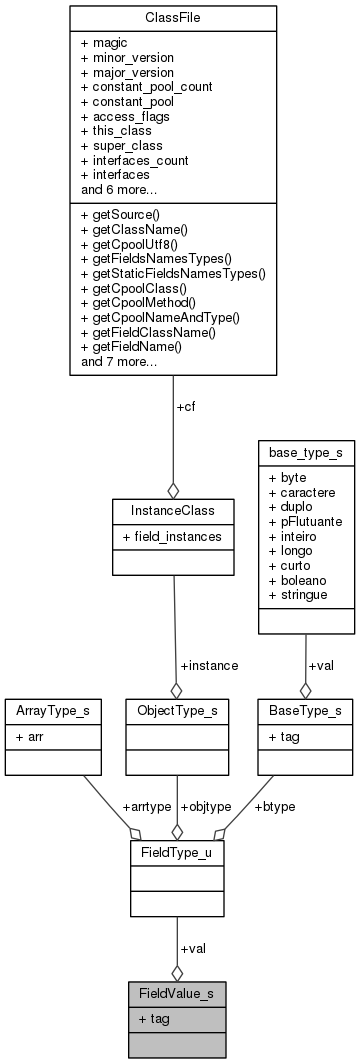 ClassFile
+ magic
+ minor_version
+ major_version
+ constant_pool_count
+ constant_pool
+ access_flags
+ this_class
+ super_class
+ interfaces_count
+ interfaces
and 6 more...
+ getSource()
+ getClassName()
+ getCpoolUtf8()
+ getFieldsNamesTypes()
+ getStaticFieldsNamesTypes()
+ getCpoolClass()
+ getCpoolMethod()
+ getCpoolNameAndType()
+ getFieldClassName()
+ getFieldName()
and 7 more...
+cf
base_type_s
+ byte
+ caractere
+ duplo
+ pFlutuante
+ inteiro
+ longo
+ curto
+ boleano
+ stringue
InstanceClass
+ field_instances
+instance
+val
ArrayType_s
+ arr
ObjectType_s
BaseType_s
+ tag
+arrtype
+objtype
+btype
FieldType_u
+val
FieldValue_s
+ tag